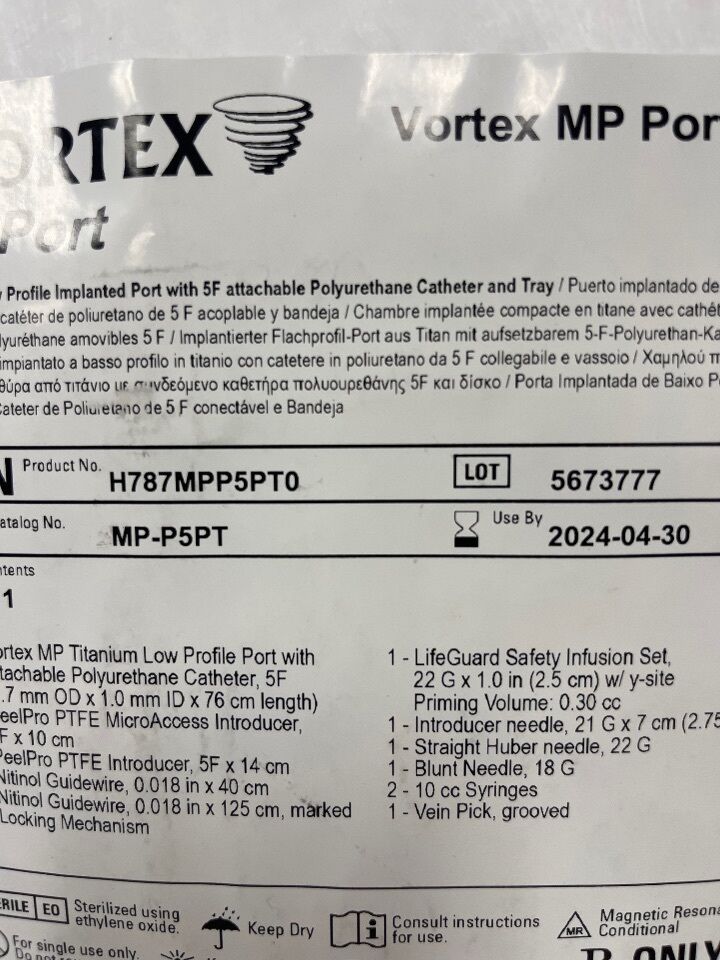 ORTEX
Vortex MP Por
Port
Profile Implanted Port with 5F attachable Polyurethane Catheter and Tray / Puerto implantado de
catéter de poliuretano de 5 F acoplable y bandeja / Chambre implantée compacte en titane avec cathét
lyuréthane amovibles 5 F / Implantierter Flachprofil-Port aus Titan mit aufsetzbarem 5-F-Polyurethan-Ka
impiantato a basso profilo in titanio con catetere in poliuretano da 5 F collegabile e vassoio / Χαμηλού π
θύρα από τιτάνιο με συνδεόμενο καθετήρα πολυουρεθάνης 5F και δίσκο / Porta Implantada de Baixo P
Cateter de Poliuretano de 5 F conectável e Bandeja
N Product No. H787MPP5PT0
LOT 5673777
atalog No. MP-P5PT
Use By 2024-04-30
ntents
1
ortex MP Titanium Low Profile Port with
tachable Polyurethane Catheter, 5F
.7 mm OD x 1.0 mm ID x 76 cm length)
eelPro PTFE MicroAccess Introducer,
F x 10 cm
PeelPro PTFE Introducer, 5F x 14 cm
Nitinol Guidewire, 0.018 in x 40 cm
Nitinol Guidewire, 0.018 in x 125 cm, marked
Locking Mechanism
1 - LifeGuard Safety Infusion Set,
22 G x 1.0 in (2.5 cm) w/ y-site
Priming Volume: 0.30 cc
1 - Introducer needle, 21 G x 7 cm (2.75
1 - Straight Huber needle, 22 G
1 - Blunt Needle, 18 G
2 - 10 cc Syringes
1 - Vein Pick, grooved
RILE EO Sterilized using
ethylene oxide.
Keep Dry
i Consult instructions
for use.
MR Magnetic Resona
Conditional
For single use only.
Do not
R ONLY